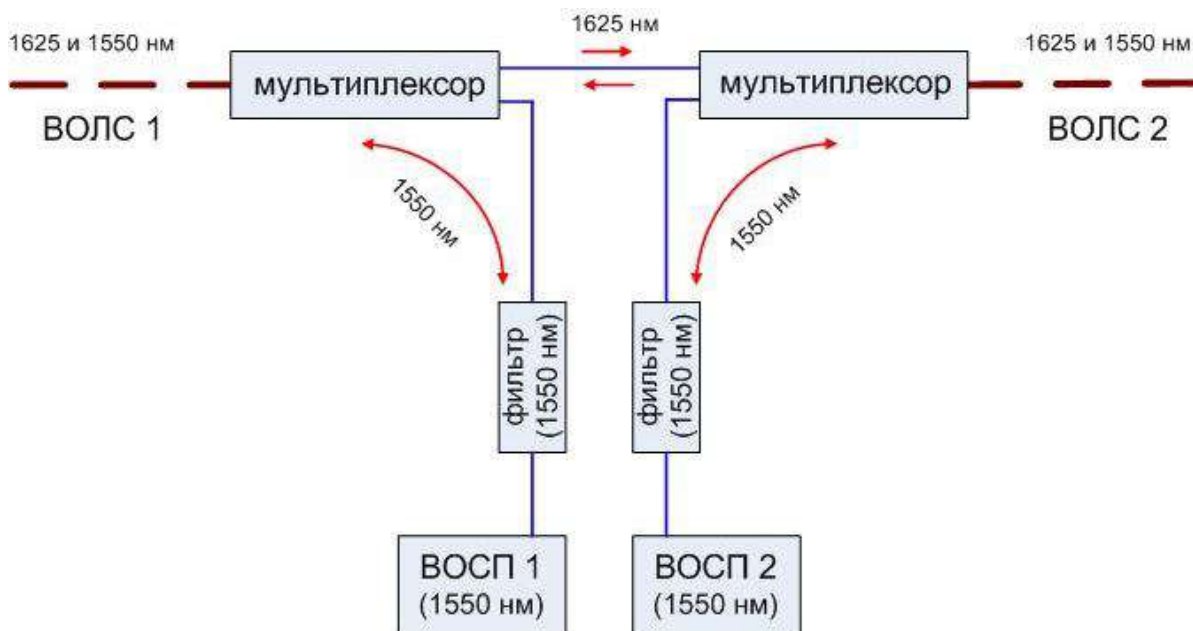 1625 нм
1625 и 1550 нм
1625 и 1550 нм
мультиплексор
мультиплексор
ВОЛС 1
ВОЛС 2
1550 нм
1550 нм
фильтр
(1550 нм)
фильтр
(1550 нм)
ВОСП 1
(1550 нм)
ВОСП 2
(1550 нм)